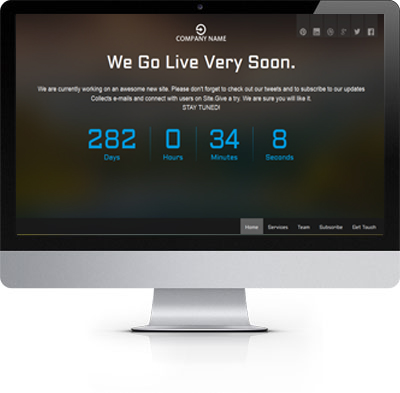 COMPANY NAME
We Go Live Very Soon.
We are currently working on an awesome new site. Please don't forget to check out our tweets and to subscribe to our updates
Collects e-mails and connect with users on Site.Give a try. We are sure you will like it.
STAY TUNED!
282 0 34 8
Days Hours Minutes Seconds
Home Services Team Subscribe Get Touch